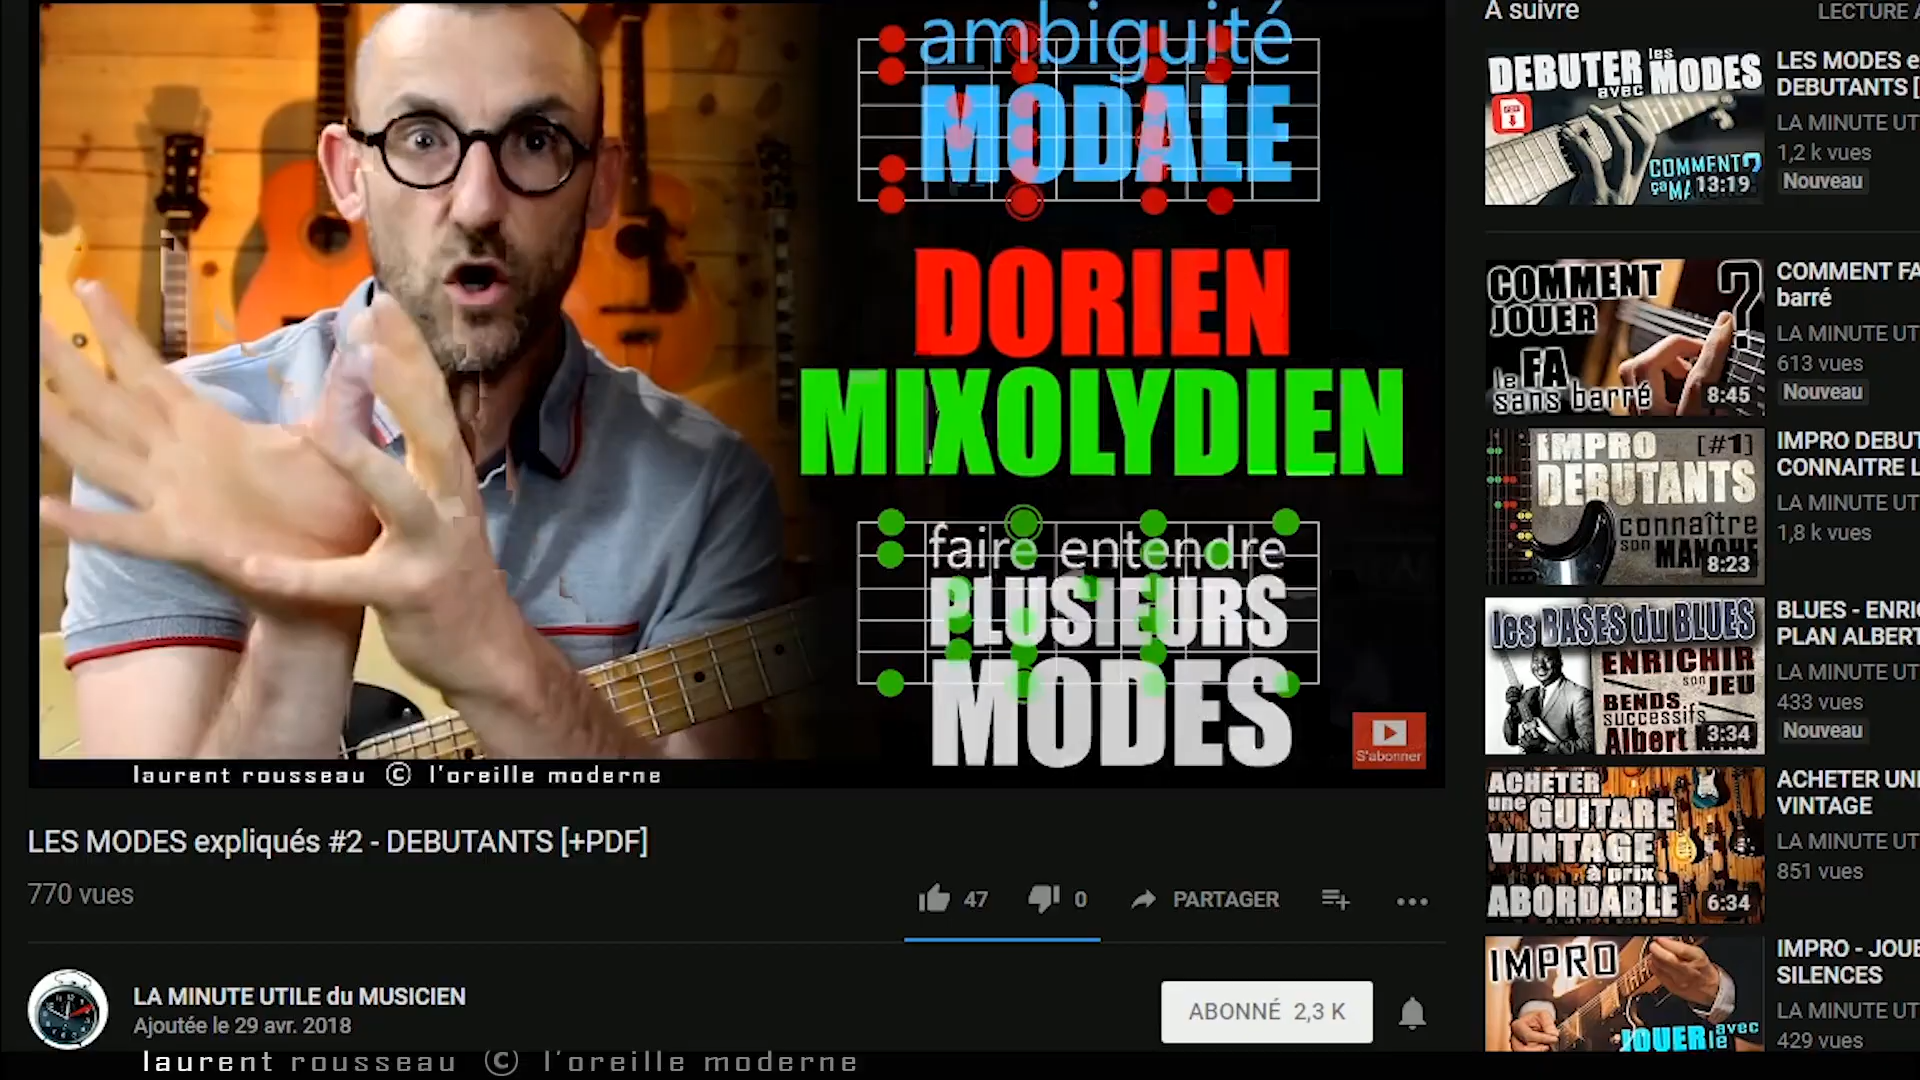 ambiguité
MODALE
DORIEN
MIXOLYDIEN
faire entendre
PLUSIEURS
MODES
S'abonner
laurent rousseau © l'oreille moderne
LES MODES expliqués #2 - DEBUTANTS [+PDF]
770 vues
47
0
PARTAGER
LA MINUTE UTILE du MUSICIEN
Ajoutée le 29 avr. 2018
ABONNÉ 2,3 K
laurent rousseau © l'oreille moderne
A suivre
LECTURE A
DEBUTER avec les MODES
COMMENT?
ça MA
13:19
LES MODES e
DEBUTANTS [
LA MINUTE UT
1,2 k vues
Nouveau
COMMENT
JOUER ?
le FA
sans barré
8:45
COMMENT FA
barré
LA MINUTE UT
613 vues
Nouveau
IMPRO [#1]
DEBUTANTS
connaître
son MANCHE
8:23
IMPRO DEBUT
CONNAITRE L
LA MINUTE UT
1,8 k vues
les BASES du BLUES
ENRICHIR
son JEU
BENDS
successifs
Albert
3:34
BLUES - ENRIC
PLAN ALBERT
LA MINUTE UT
433 vues
Nouveau
ACHETER
une GUITARE
VINTAGE
à prix
ABORDABLE
6:34
ACHETER UNE
VINTAGE
LA MINUTE UT
851 vues
IMPRO
JOUER avec
le
IMPRO - JOUE
SILENCES
LA MINUTE UT
429 vues